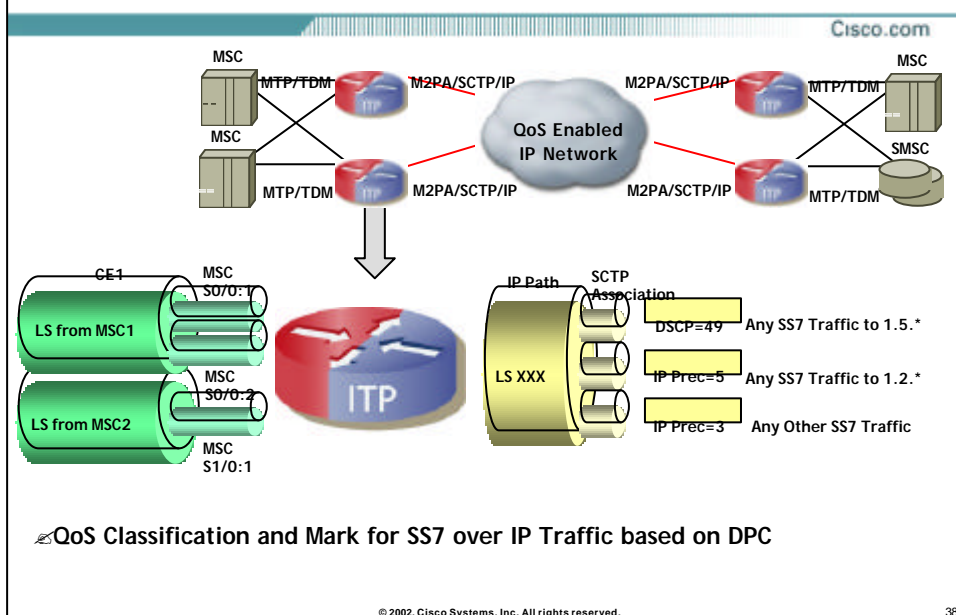 Cisco.com
MSC
MSC
MTP/TDM
M2PA/SCTP/IP
M2PA/SCTP/IP
MTP/TDM
ITP
ITP
MSC
QoS Enabled
IP Network
SMSC
MTP/TDM
ITP
M2PA/SCTP/IP
M2PA/SCTP/IP
ITP
MTP/TDM
CE1
MSC
S0/0:1
LS from MSC1
MSC
S0/0:2
LS from MSC2
MSC
S1/0:1
ITP
IP Path
SCTP
Association
LS XXX
DSCP=49
Any SS7 Traffic to 1.5.*
IP Prec=5
Any SS7 Traffic to 1.2.*
IP Prec=3
Any Other SS7 Traffic
QoS Classification and Mark for SS7 over IP Traffic based on DPC
© 2002, Cisco Systems, Inc. All rights reserved.
38